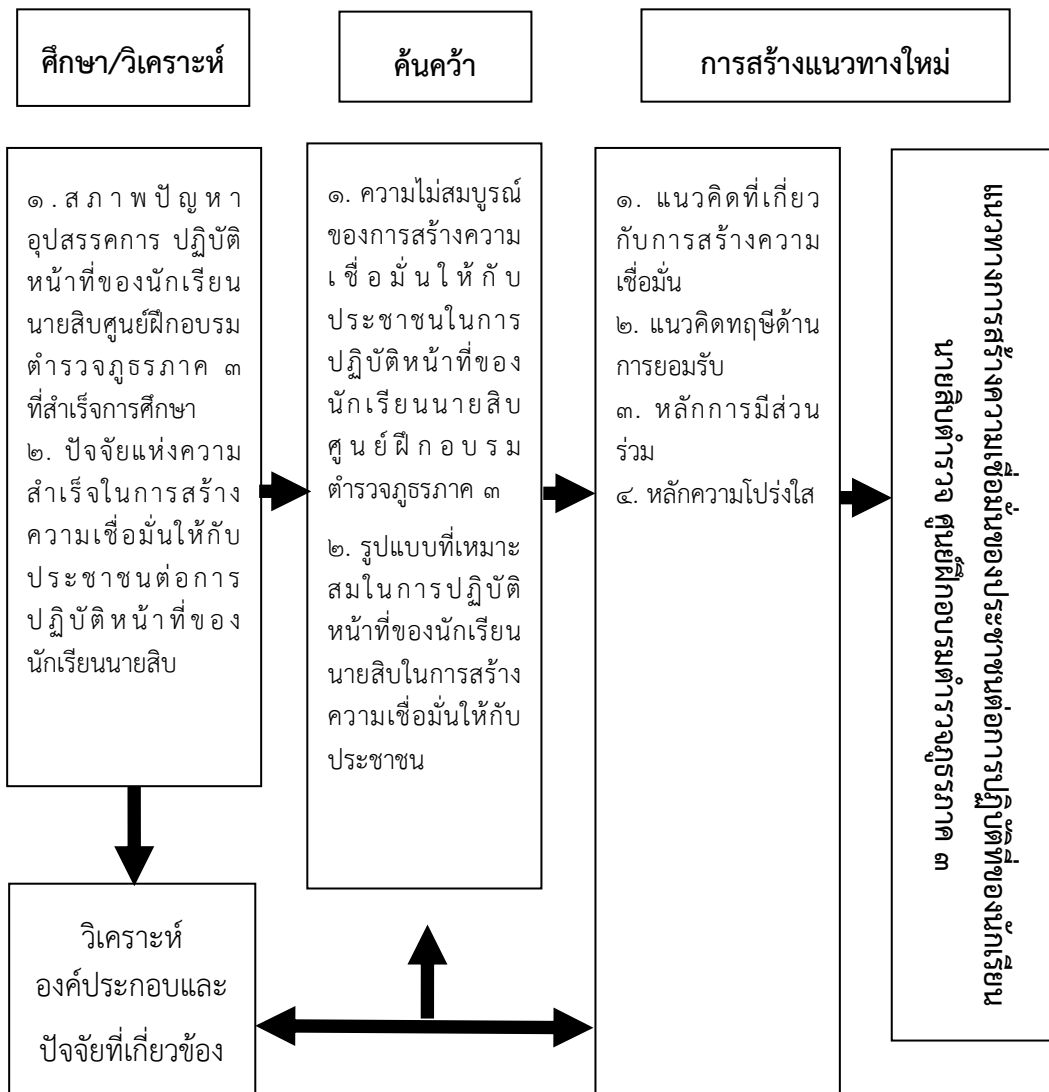 ศึกษา/วิเคราะห์
ค้นคว้า
การสร้างแนวทางใหม่
๑. สภาพปัญหา
อุปสรรคการ ปฏิบัติ
หน้าที่ของนักเรียน
นายสิบศูนย์ฝึกอบรม
ตำรวจภูธรภาค ๓
ที่สำเร็จการศึกษา
๒. ปัจจัยแห่งความ
สำเร็จในการสร้าง
ความเชื่อมั่นให้กับ
ประชาชนต่อการ
ปฏิบัติหน้าที่ของ
นักเรียนนายสิบ
๑. ความไม่สมบูรณ์
ของการสร้างความ
เชื่อมั่นให้กับ
ประชาชนในการ
ปฏิบัติหน้าที่ของ
นักเรียนนายสิบ
ศูนย์ฝึกอบรม
ตำรวจภูธรภาค ๓
๒. รูปแบบที่เหมาะ
สมในการปฏิบัติ
หน้าที่ของนักเรียน
นายสิบในการสร้าง
ความเชื่อมั่นให้กับ
ประชาชน
๑. แนวคิดที่เกี่ยว
กับการสร้างความ
เชื่อมั่น
๒. แนวคิดทฤษีด้าน
การยอมรับ
๓. หลักการมีส่วน
ร่วม
๔. หลักความโปร่งใส
แนวทางการสร้างความเชื่อมั่นของประชาชนต่อการปฏิบัติที่ของนักเรียน
นายสิบตำรวจ ศูนย์ฝึกอบรมตำรวจภูธรภาค ๓
วิเคราะห์
องค์ประกอบและ
ปัจจัยที่เกี่ยวข้อง